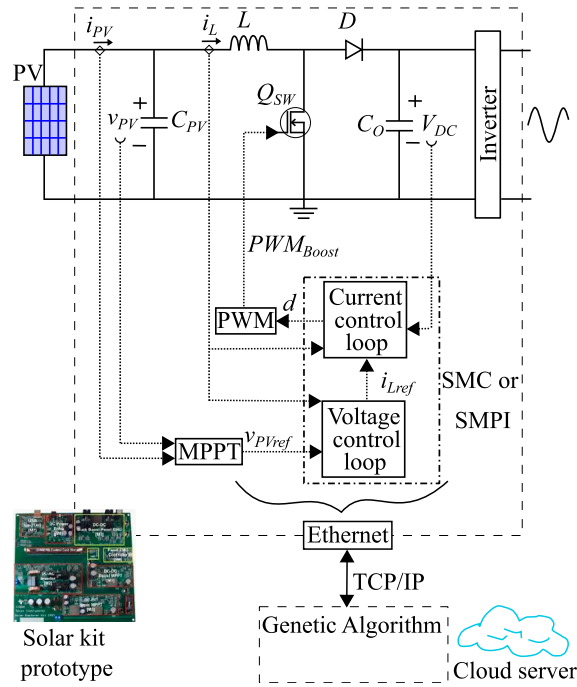 i_PV
i_L
L
D
PV
v_PV
+
−
C_PV
Q_SW
C_O
+
−
V_DC
Inverter
PWM_Boost
PWM
d
Current
control
loop
i_Lref
SMC or
SMPI
Voltage
control
loop
MPPT
v_PVref
Ethernet
TCP/IP
Genetic Algorithm
Solar kit
prototype
Cloud server